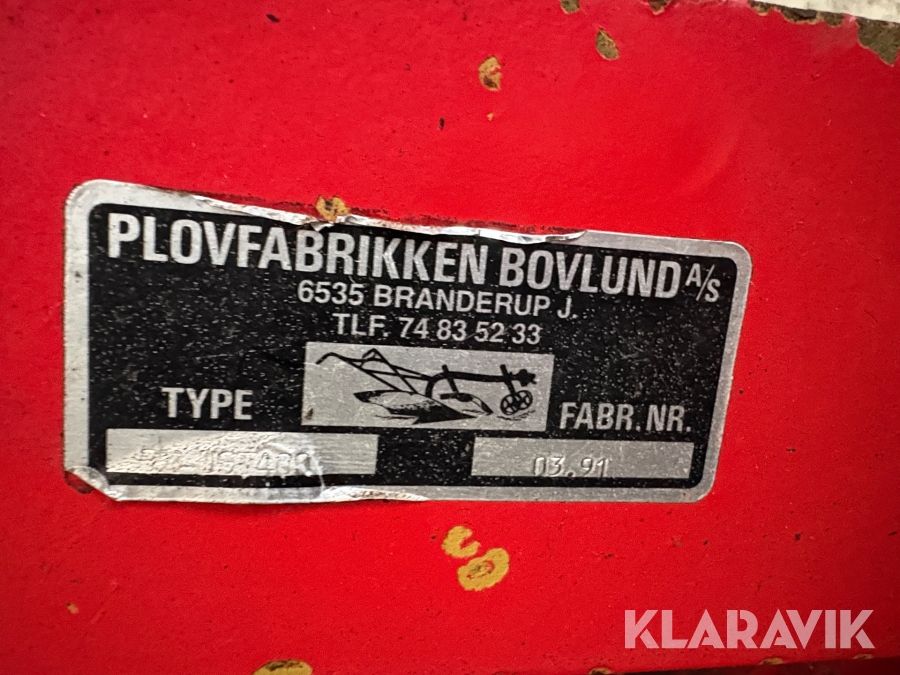 PLOVFABRIKKEN BOVLUND A/S
6535 BRANDERUP J.
TLF. 74 83 52 33
TYPE
FABR. NR.
03.91
KLARAVIK